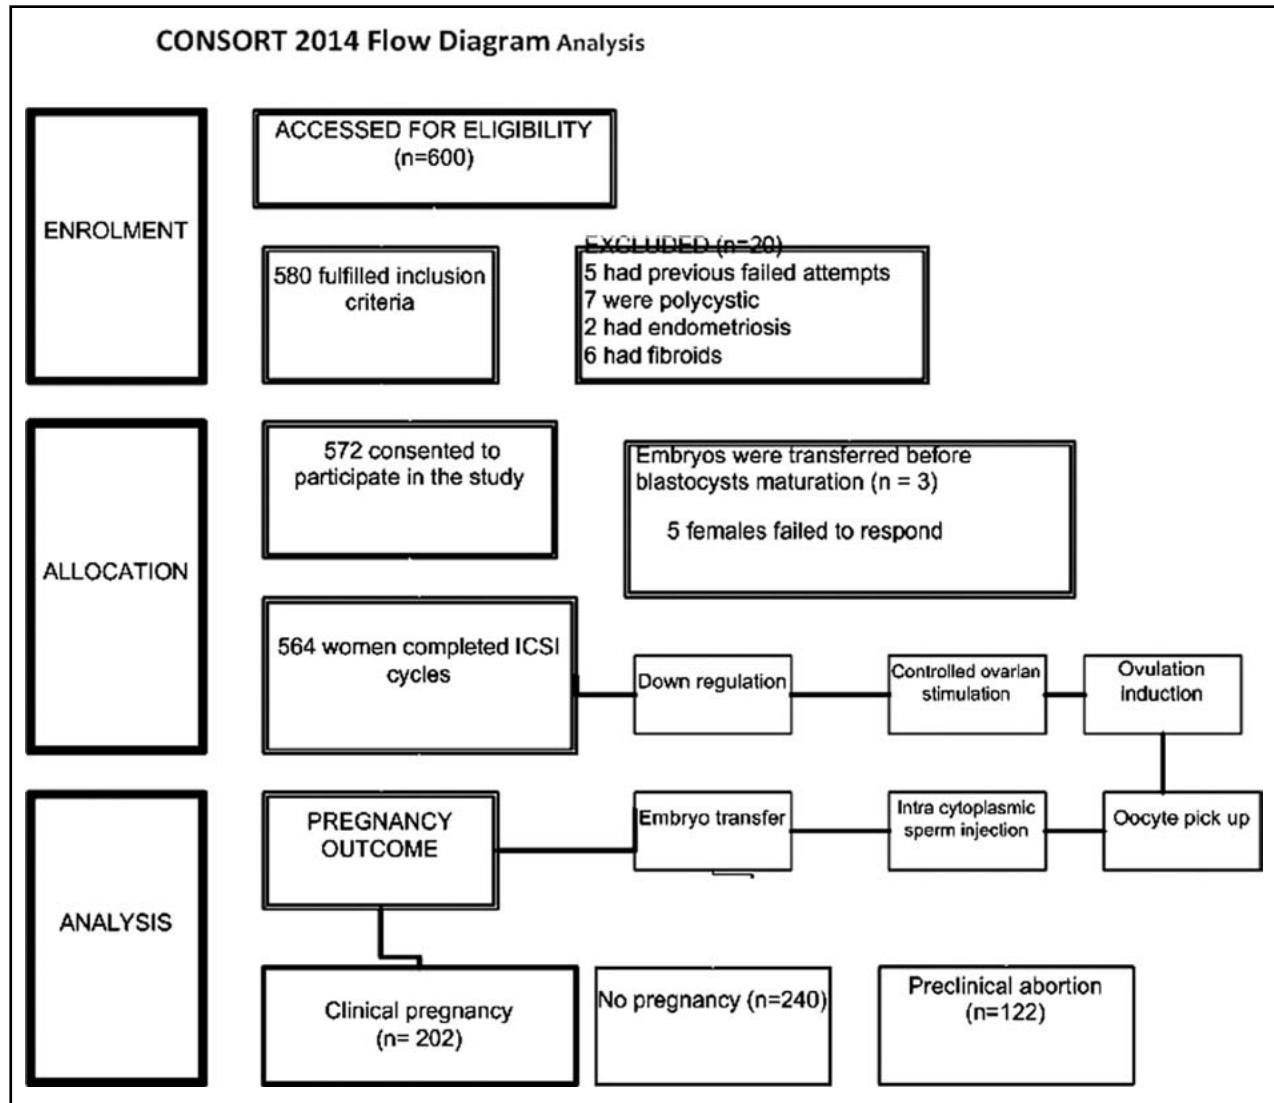 CONSORT 2014 Flow Diagram Analysis
ENROLMENT
ACCESSED FOR ELIGIBILITY
(n=600)
580 fulfilled inclusion
criteria
EXCLUDED (n=20)
5 had previous failed attempts
7 were polycystic
2 had endometriosis
6 had fibroids
ALLOCATION
572 consented to
participate in the study
Embryos were transferred before
blastocysts maturation (n = 3)
5 females failed to respond
564 women completed ICSI
cycles
Down regulation
Controlled ovarian
stimulation
Ovulation
induction
ANALYSIS
PREGNANCY
OUTCOME
Embryo transfer
Intra cytoplasmic
sperm injection
Oocyte pick up
Clinical pregnancy
(n= 202)
No pregnancy (n=240)
Preclinical abortion
(n=122)